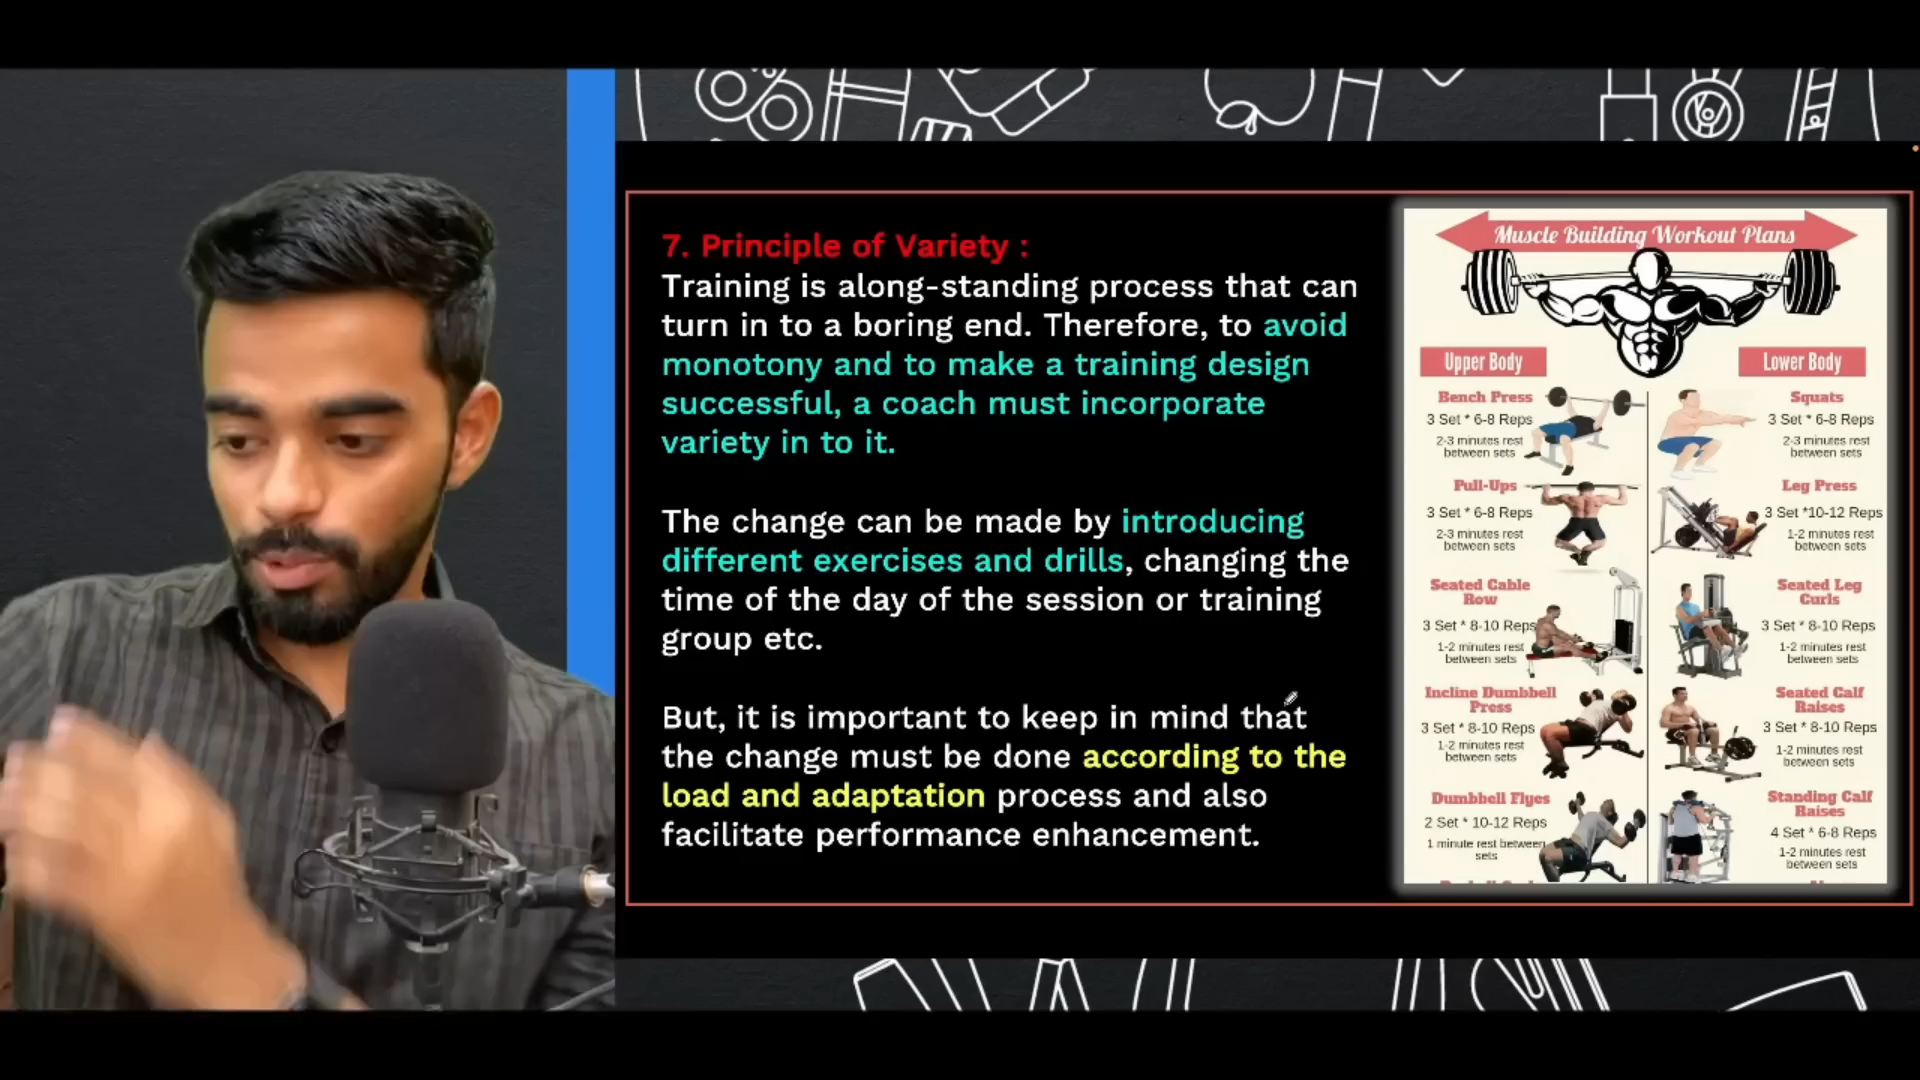 7. Principle of Variety :
Training is along-standing process that can
turn in to a boring end. Therefore, to avoid
monotony and to make a training design
successful, a coach must incorporate
variety in to it.
The change can be made by introducing
different exercises and drills, changing the
time of the day of the session or training
group etc.
But, it is important to keep in mind that
the change must be done according to the
load and adaptation process and also
facilitate performance enhancement.
Muscle Building Workout Plans
Upper Body
Bench Press
3 Set * 6-8 Reps
2-3 minutes rest
between sets
Pull-Ups
3 Set * 6-8 Reps
2-3 minutes rest
between sets
Seated Cable
Row
3 Set * 8-10 Reps
1-2 minutes rest
between sets
Incline Dumbbell
Press
3 Set * 8-10 Reps
1-2 minutes rest
between sets
Dumbbell Flyes
2 Set * 10-12 Reps
1 minute rest between
sets
Lower Body
Squats
3 Set * 6-8 Reps
2-3 minutes rest
between sets
Leg Press
3 Set *10-12 Reps
1-2 minutes rest
between sets
Seated Leg
Curls
3 Set * 8-10 Reps
1-2 minutes rest
between sets
Seated Calf
Raises
3 Set * 8-10 Reps
1-2 minutes rest
between sets
Standing Calf
Raises
4 Set * 6-8 Reps
1-2 minutes rest
between sets